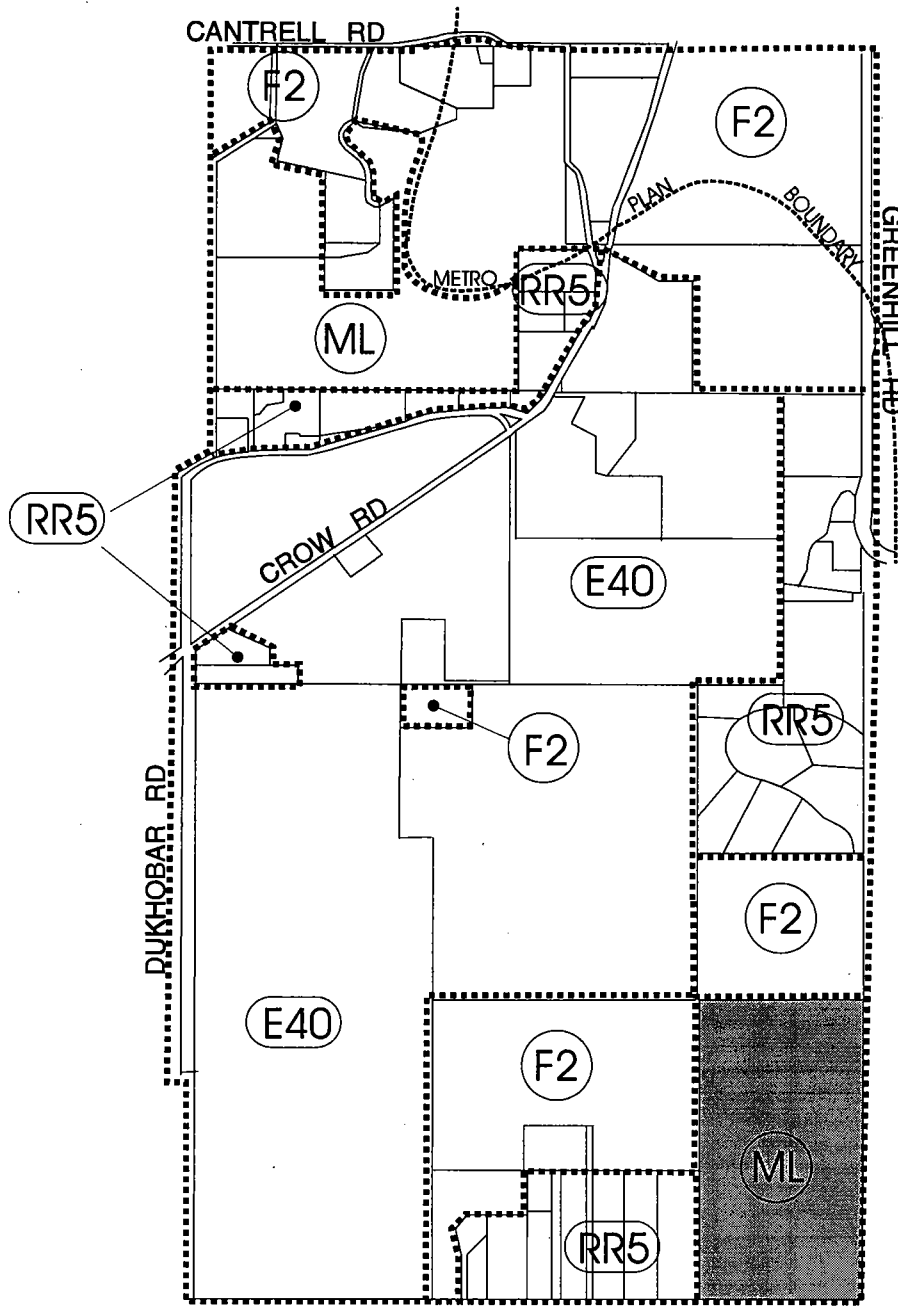 CANTRELL RD
F2
F2
PLAN
BOUNDARY
GREENHILL RD
METRO
RR5
ML
RR5
CROW RD
E40
RR5
F2
DUKHOBAR RD
F2
E40
F2
ML
RR5